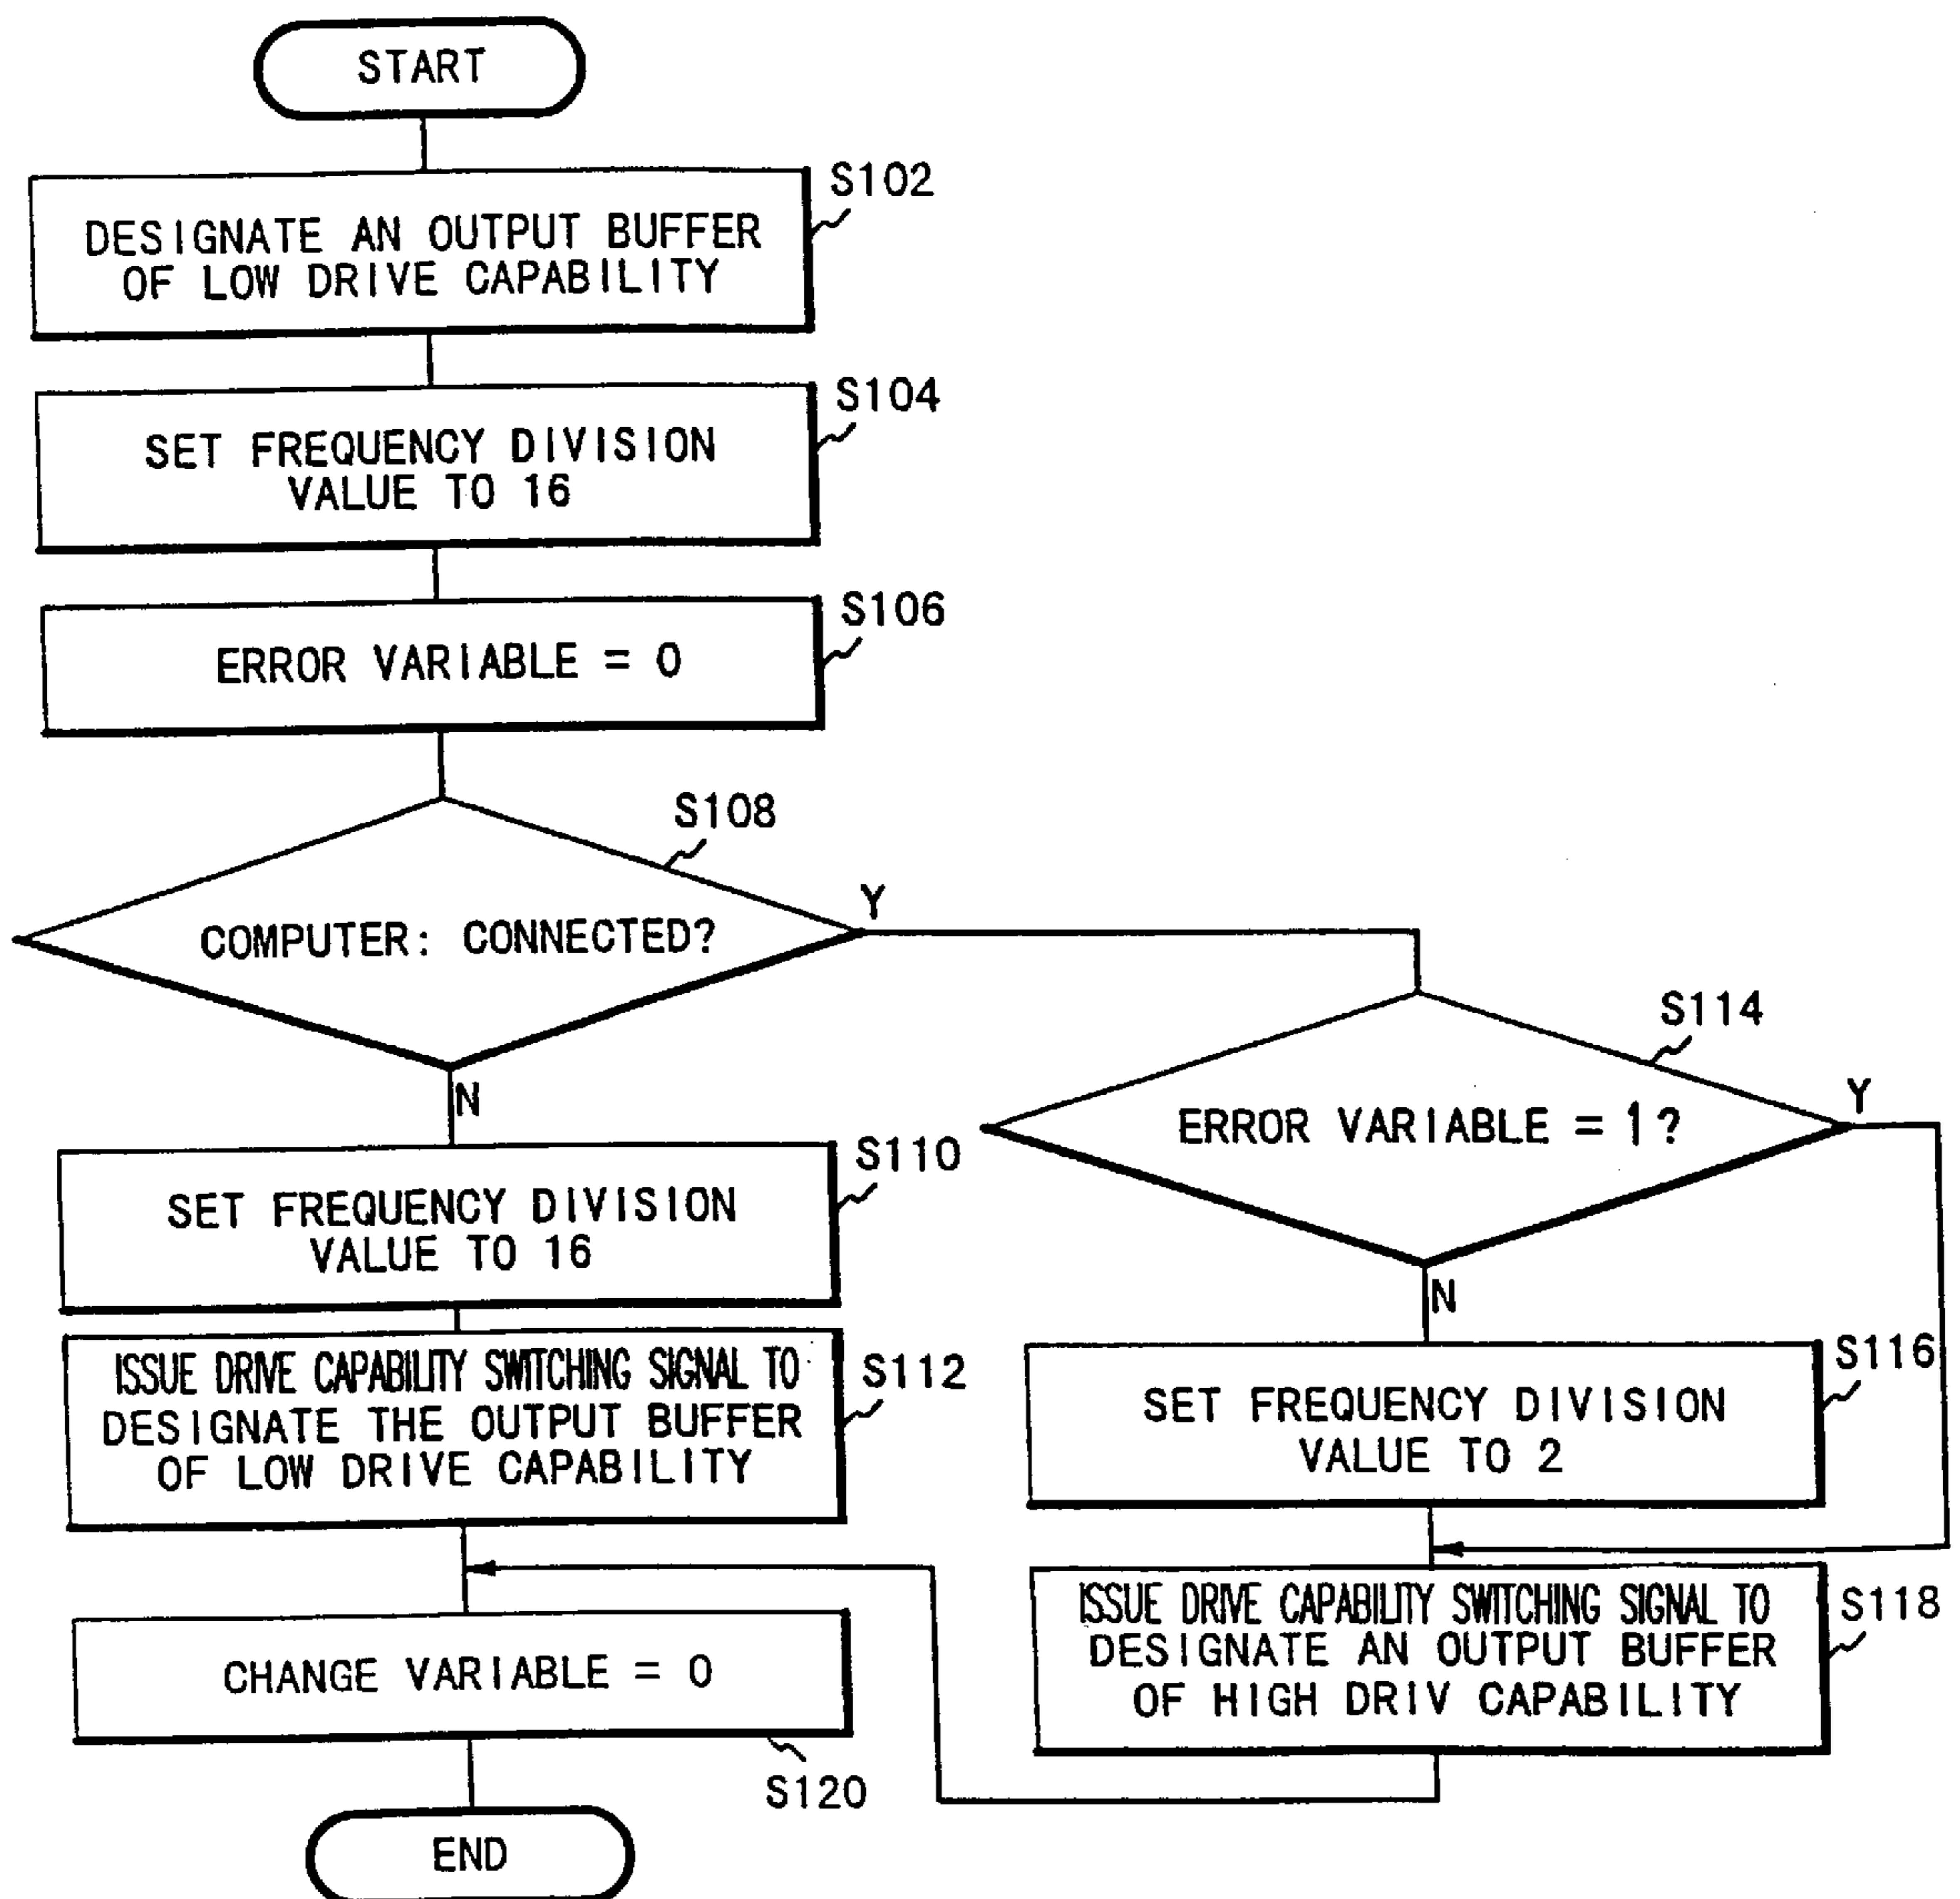 START
S102
DESIGNATE AN OUTPUT BUFFER
OF LOW DRIVE CAPABILITY
S104
SET FREQUENCY DIVISION
VALUE TO 16
S106
ERROR VARIABLE = 0
S108
COMPUTER: CONNECTED?
Y
N
S110
SET FREQUENCY DIVISION
VALUE TO 16
S112
ISSUE DRIVE CAPABILITY SWITCHING SIGNAL TO
DESIGNATE THE OUTPUT BUFFER
OF LOW DRIVE CAPABILITY
S114
ERROR VARIABLE = 1?
Y
N
S116
SET FREQUENCY DIVISION
VALUE TO 2
S118
ISSUE DRIVE CAPABILITY SWITCHING SIGNAL TO
DESIGNATE AN OUTPUT BUFFER
OF HIGH DRIV CAPABILITY
CHANGE VARIABLE = 0
S120
END